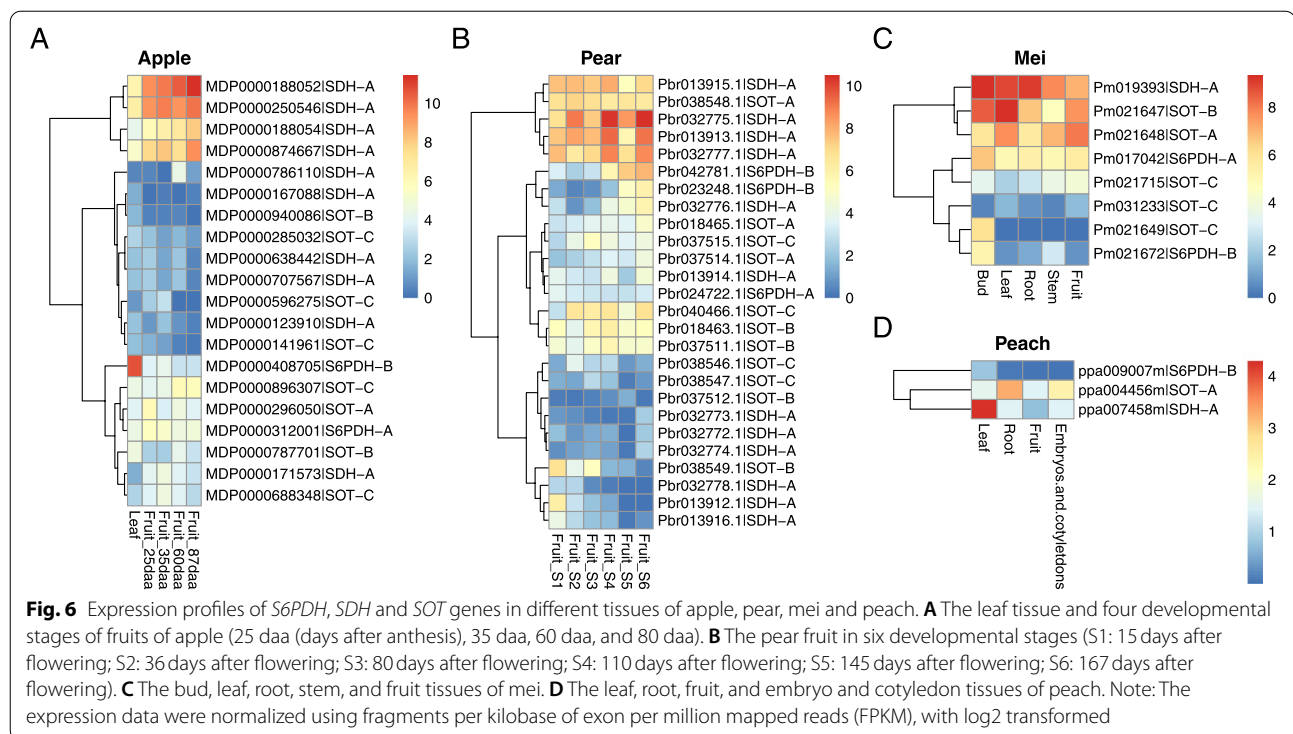 A
Apple
MDP0000188052|SDH−A
MDP0000250546|SDH−A
MDP0000188054|SDH−A
MDP0000874667|SDH−A
MDP0000786110|SDH−A
MDP0000167088|SDH−A
MDP0000940086|SOT−B
MDP0000285032|SOT−C
MDP0000638442|SDH−A
MDP0000707567|SDH−A
MDP0000596275|SOT−C
MDP0000123910|SDH−A
MDP0000141961|SOT−C
MDP0000408705|S6PDH−B
MDP0000896307|SOT−C
MDP0000296050|SOT−A
MDP0000312001|S6PDH−A
MDP0000787701|SOT−B
MDP0000171573|SDH−A
MDP0000688348|SOT−C
Leaf
Fruit_25daa
Fruit_35daa
Fruit_60daa
Fruit_87daa
10
8
6
4
2
0
B
Pear
Pbr013915.1|SDH−A
Pbr038548.1|SOT−A
Pbr032775.1|SDH−A
Pbr013913.1|SDH−A
Pbr032777.1|SDH−A
Pbr042781.1|S6PDH−B
Pbr023248.1|S6PDH−B
Pbr032776.1|SDH−A
Pbr018465.1|SOT−A
Pbr037515.1|SOT−C
Pbr037514.1|SOT−A
Pbr013914.1|SDH−A
Pbr024722.1|S6PDH−A
Pbr040466.1|SOT−C
Pbr018463.1|SOT−B
Pbr037511.1|SOT−B
Pbr038546.1|SOT−C
Pbr038547.1|SOT−C
Pbr037512.1|SOT−B
Pbr032773.1|SDH−A
Pbr032772.1|SDH−A
Pbr032774.1|SDH−A
Pbr038549.1|SOT−B
Pbr032778.1|SDH−A
Pbr013912.1|SDH−A
Pbr013916.1|SDH−A
Fruit_S1
Fruit_S2
Fruit_S3
Fruit_S4
Fruit_S5
Fruit_S6
10
8
6
4
2
0
C
Mei
Pm019393|SDH−A
Pm021647|SOT−B
Pm021648|SOT−A
Pm017042|S6PDH−A
Pm021715|SOT−C
Pm031233|SOT−C
Pm021649|SOT−C
Pm021672|S6PDH−B
Bud
Leaf
Root
Stem
Fruit
8
6
4
2
0
D
Peach
ppa009007m|S6PDH−B
ppa004456m|SOT−A
ppa007458m|SDH−A
Leaf
Root
Fruit
Embryos.and.cotyletdons
4
3
2
1
Fig. 6 Expression profiles of S6PDH, SDH and SOT genes in different tissues of apple, pear, mei and peach. A The leaf tissue and four developmental
stages of fruits of apple (25 daa (days after anthesis), 35 daa, 60 daa, and 80 daa). B The pear fruit in six developmental stages (S1: 15 days after
flowering; S2: 36 days after flowering; S3: 80 days after flowering; S4: 110 days after flowering; S5: 145 days after flowering; S6: 167 days after
flowering). C The bud, leaf, root, stem, and fruit tissues of mei. D The leaf, root, fruit, and embryo and cotyledon tissues of peach. Note: The
expression data were normalized using fragments per kilobase of exon per million mapped reads (FPKM), with log2 transformed